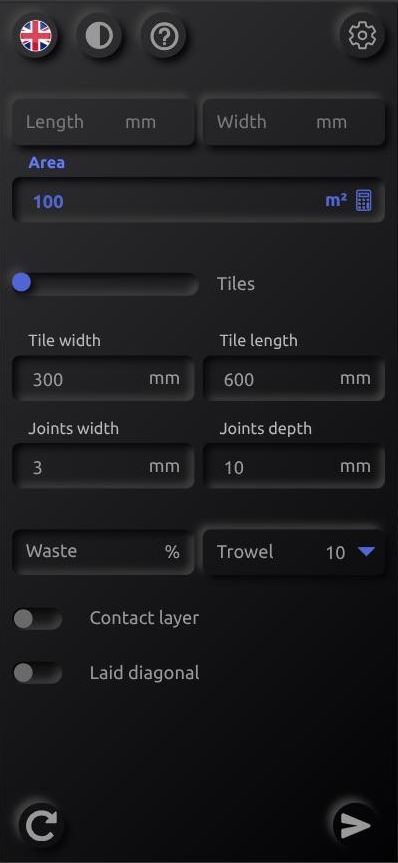 Length mm Width mm
Area
100 m²
Tiles
Tile width Tile length
300 mm 600 mm
Joints width Joints depth
3 mm 10 mm
Waste % Trowel 10
Contact layer
Laid diagonal